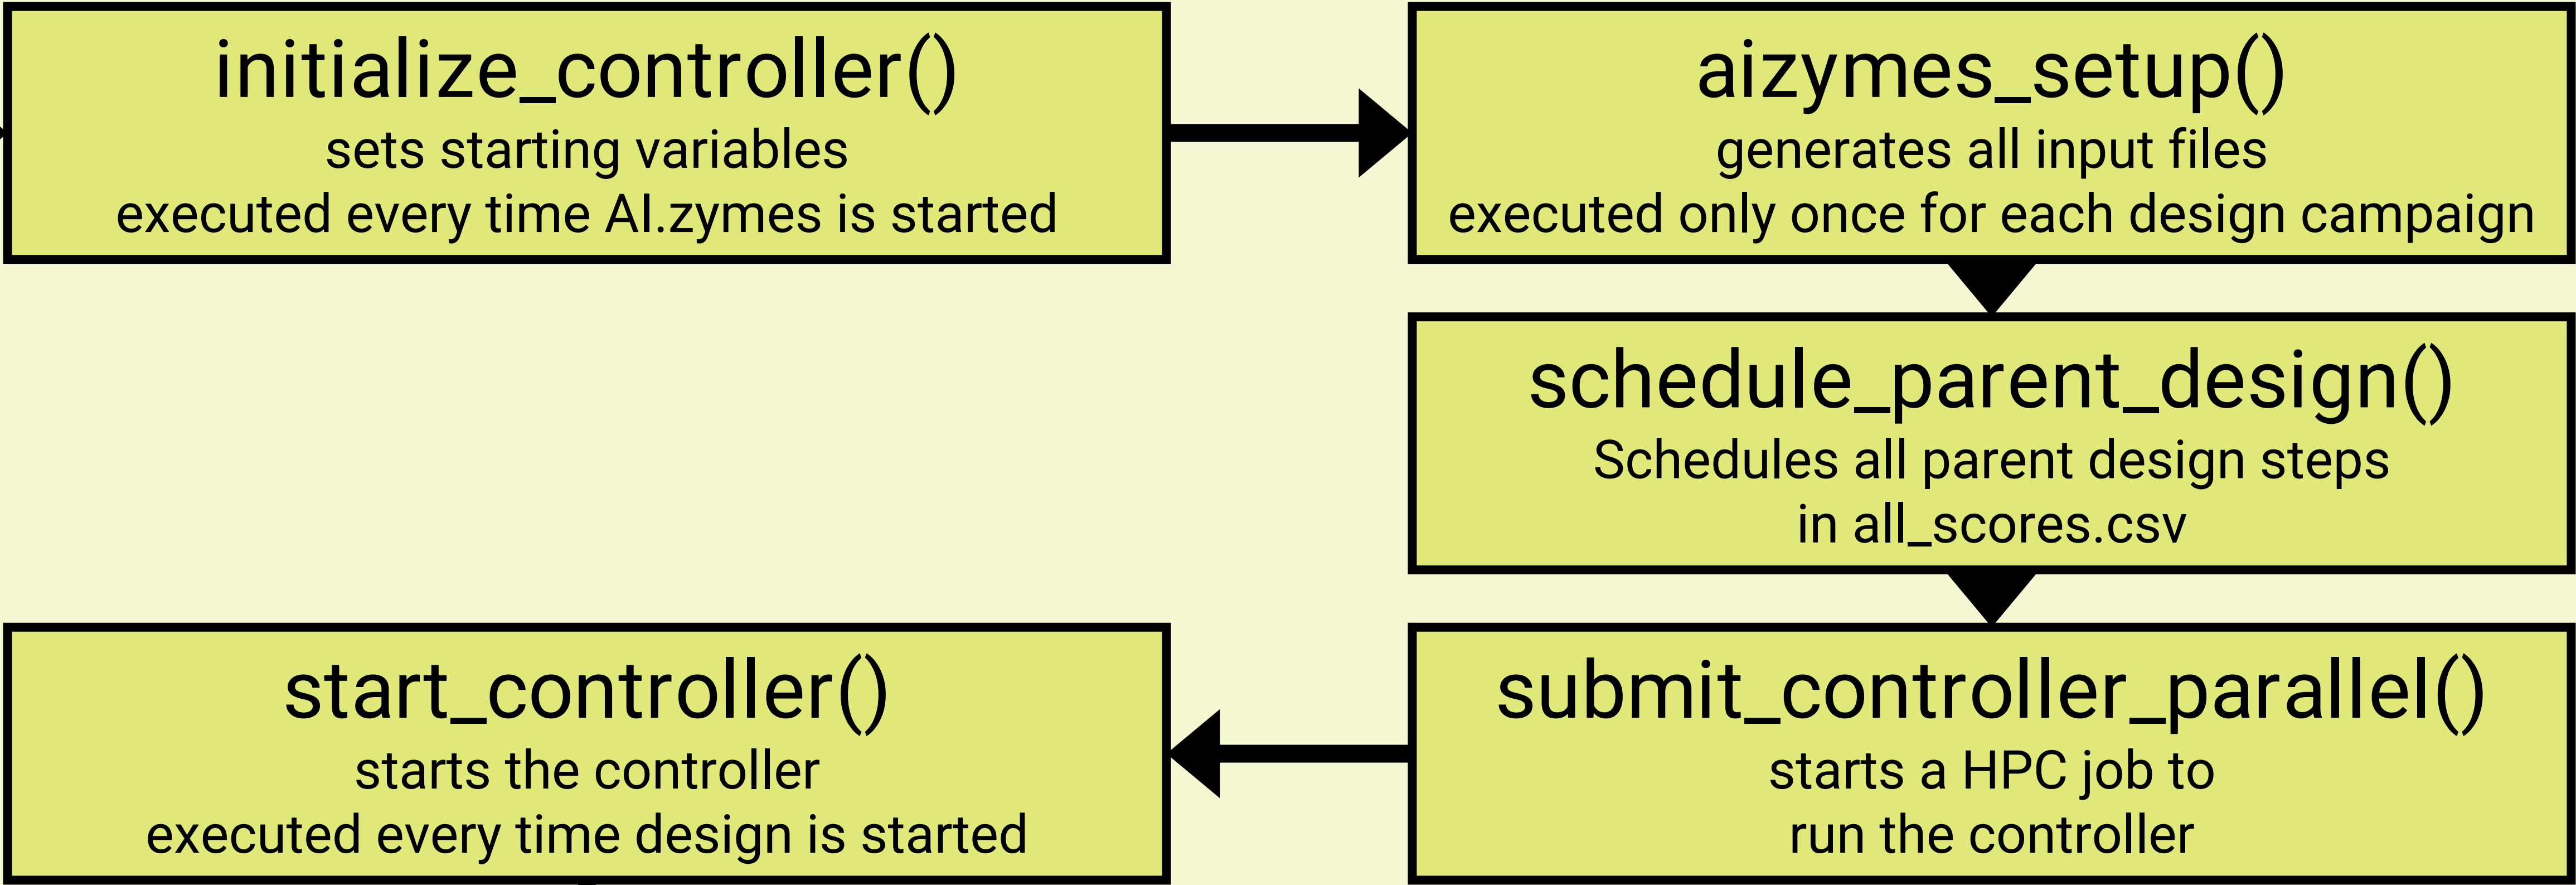 initialize_controller()
sets starting variables
executed every time AI.zymes is started
aizymes_setup()
generates all input files
executed only once for each design campaign
schedule_parent_design()
Schedules all parent design steps
in all_scores.csv
submit_controller_parallel()
starts a HPC job to
run the controller
start_controller()
starts the controller
executed every time design is started